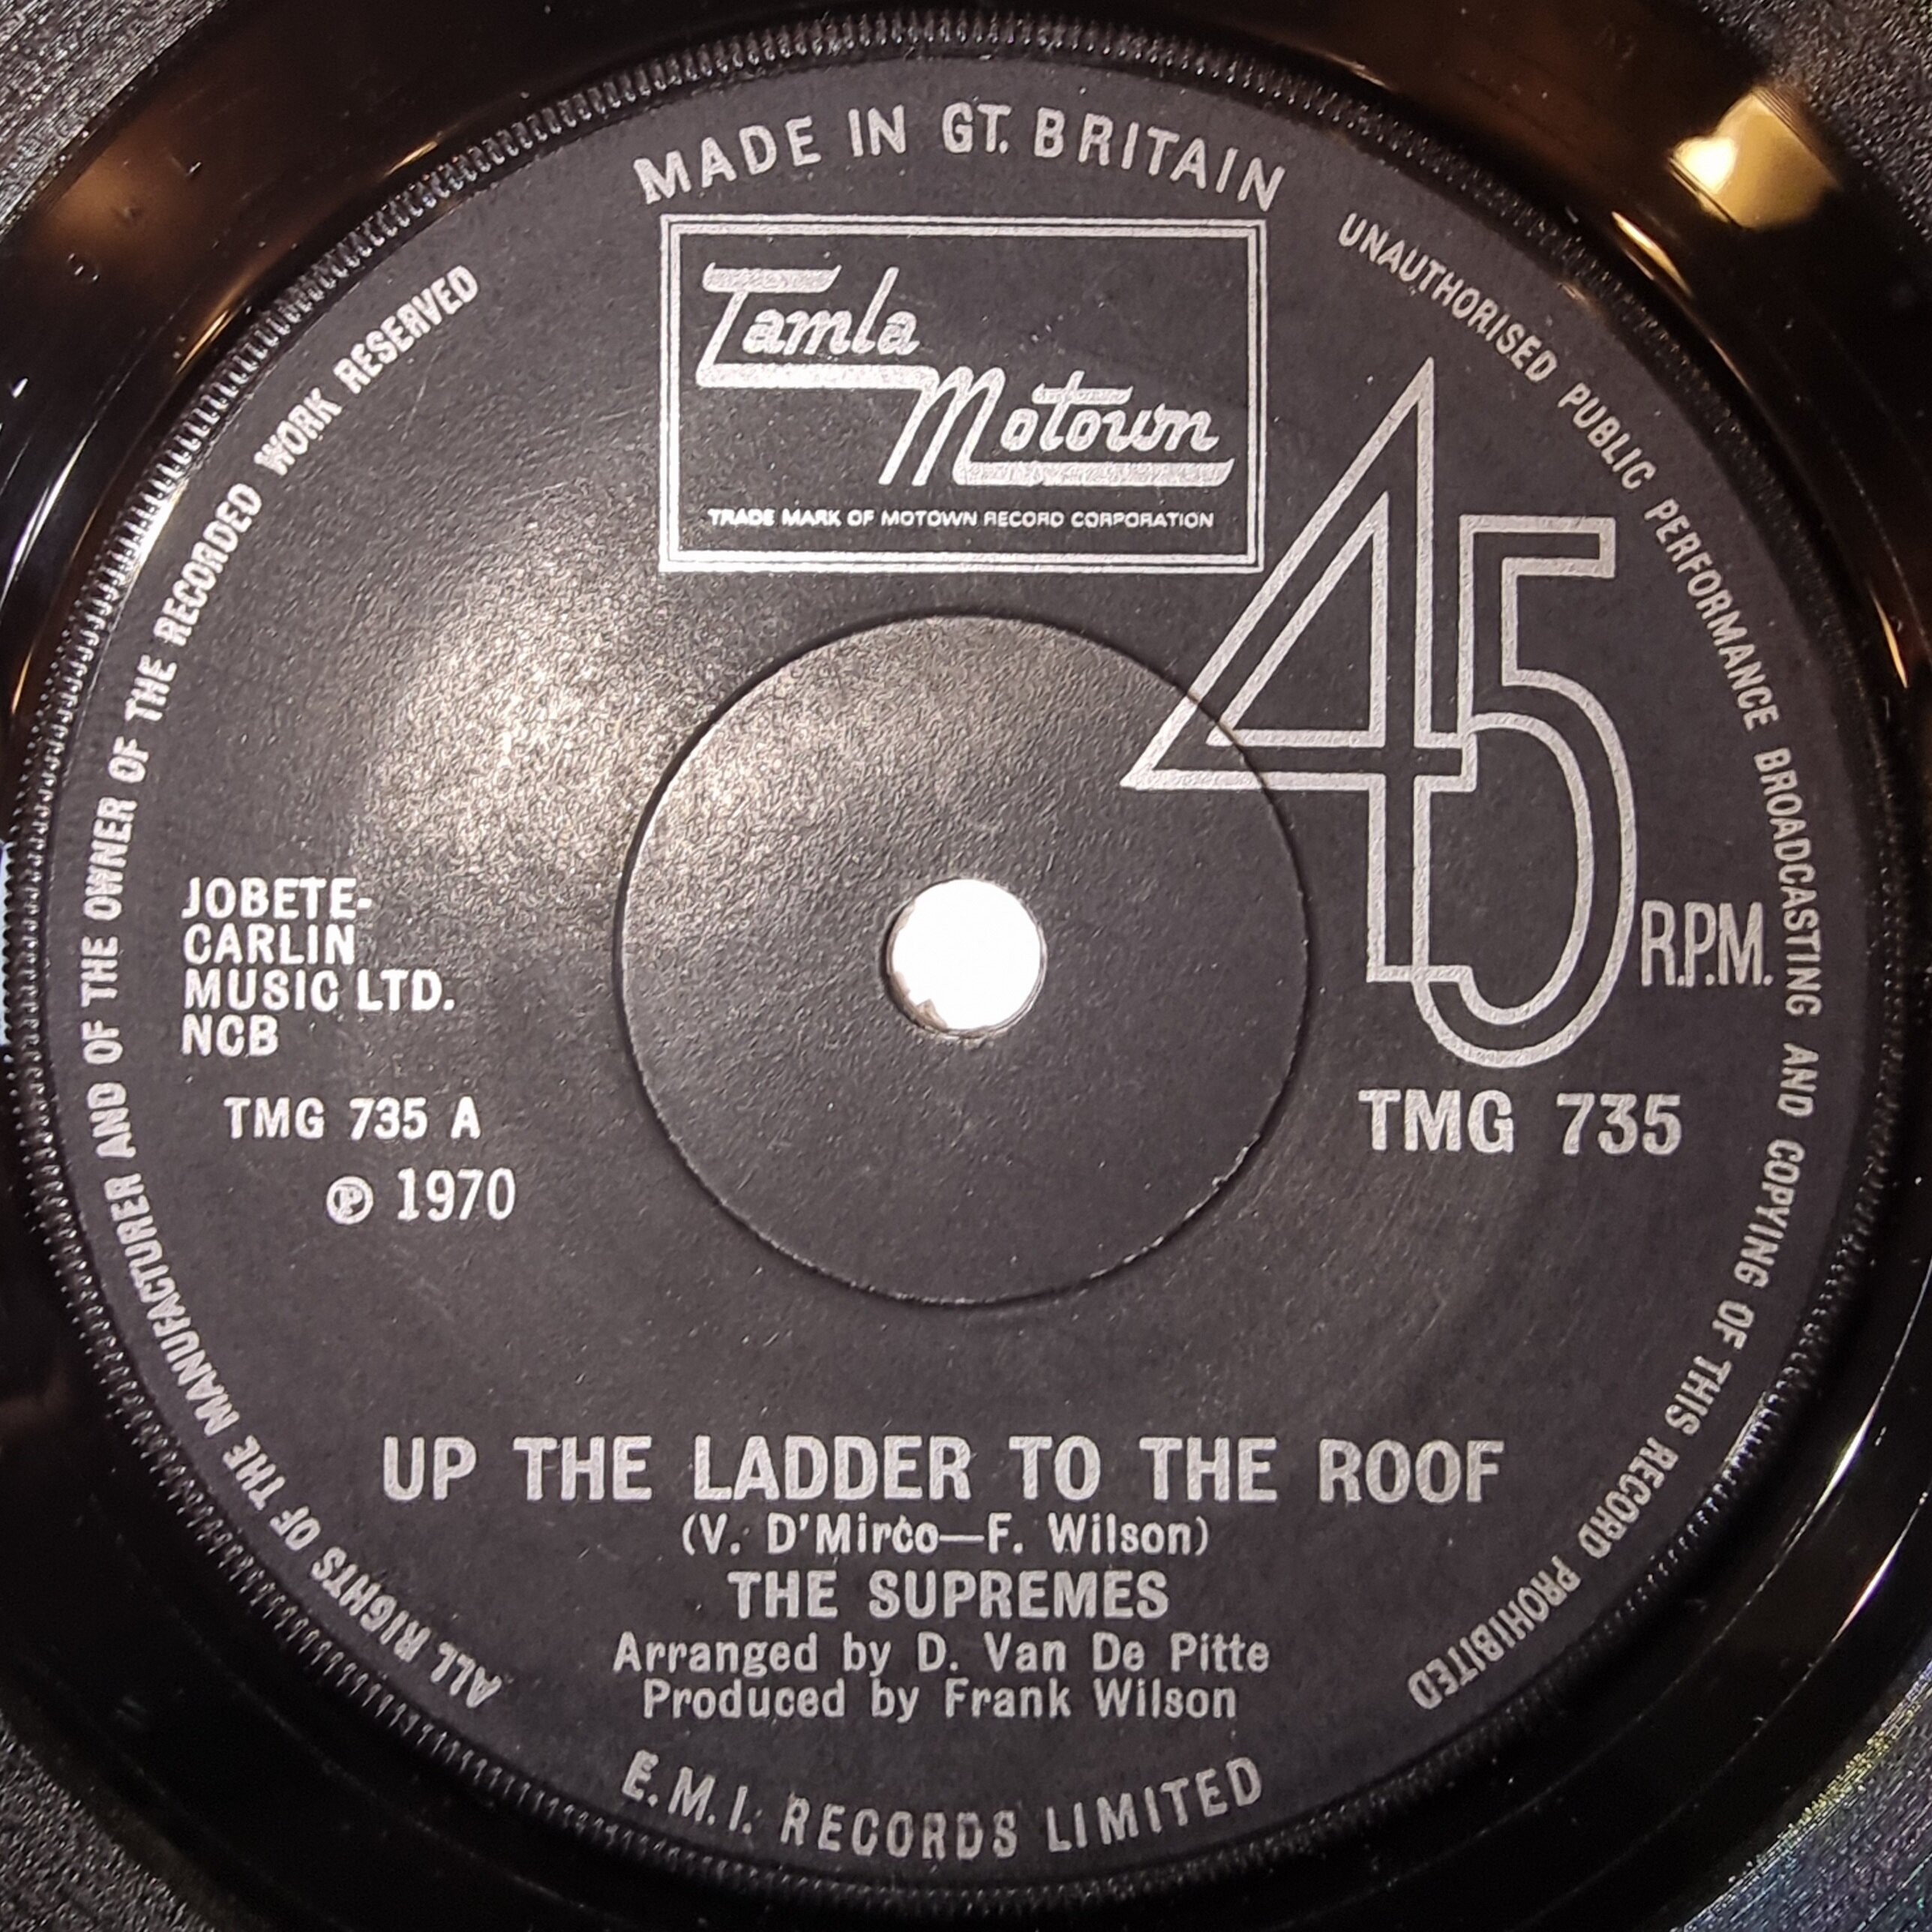 MADE IN GT. BRITAIN
UNAUTHORISED PUBLIC PERFORMANCE BROADCASTING AND COPYING OF THIS RECORD PROHIBITED
ALL RIGHTS OF THE MANUFACTURER AND OF THE OWNER OF THE RECORDED WORK RESERVED
Tamla
Motown
TRADE MARK OF MOTOWN RECORD CORPORATION
45 R.P.M.
JOBETE-
CARLIN
MUSIC LTD.
NCB
TMG 735 A
℗ 1970
TMG 735
UP THE LADDER TO THE ROOF
(V. D'Mirco—F. Wilson)
THE SUPREMES
Arranged by D. Van De Pitte
Produced by Frank Wilson
E.M.I. RECORDS LIMITED